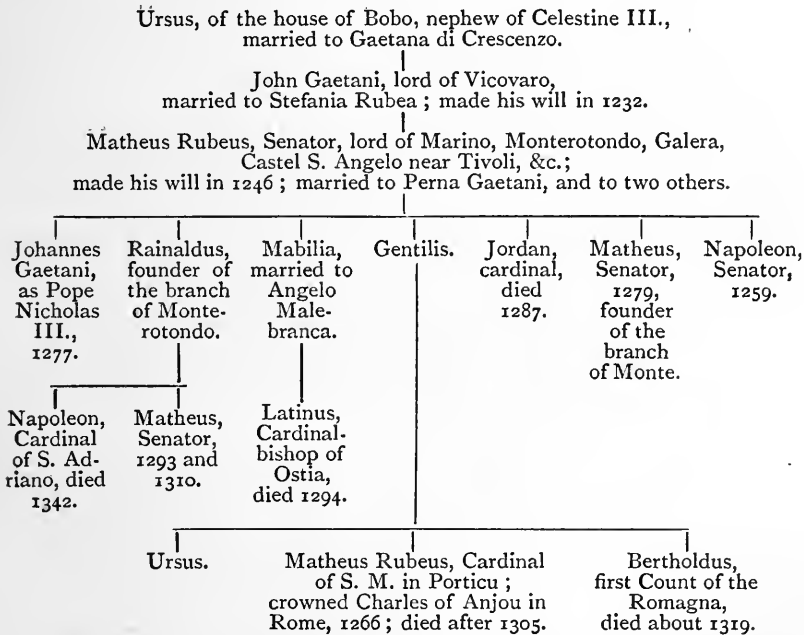 Ursus, of the house of Bobo, nephew of Celestine III.,
married to Gaetana di Crescenzo.
John Gaetani, lord of Vicovaro,
married to Stefania Rubea ; made his will in 1232.
Matheus Rubeus, Senator, lord of Marino, Monterotondo, Galera,
Castel S. Angelo near Tivoli, &c.;
made his will in 1246 ; married to Perna Gaetani, and to two others.
Johannes
Gaetani,
as Pope
Nicholas
III.,
1277.
Rainaldus,
founder of
the branch
of Monte-
rotondo.
Mabilia,
married to
Angelo
Male-
branca.
Gentilis.
Jordan,
cardinal,
died
1287.
Matheus,
Senator,
1279,
founder
of the
branch
of Monte.
Napoleon,
Senator,
1259.
Napoleon,
Cardinal
of S. Ad-
riano, died
1342.
Matheus,
Senator,
1293 and
1310.
Latinus,
Cardinal-
bishop of
Ostia,
died 1294.
Ursus.
Matheus Rubeus, Cardinal
of S. M. in Porticu ;
crowned Charles of Anjou in
Rome, 1266 ; died after 1305.
Bertholdus,
first Count of the
Romagna,
died about 1319.